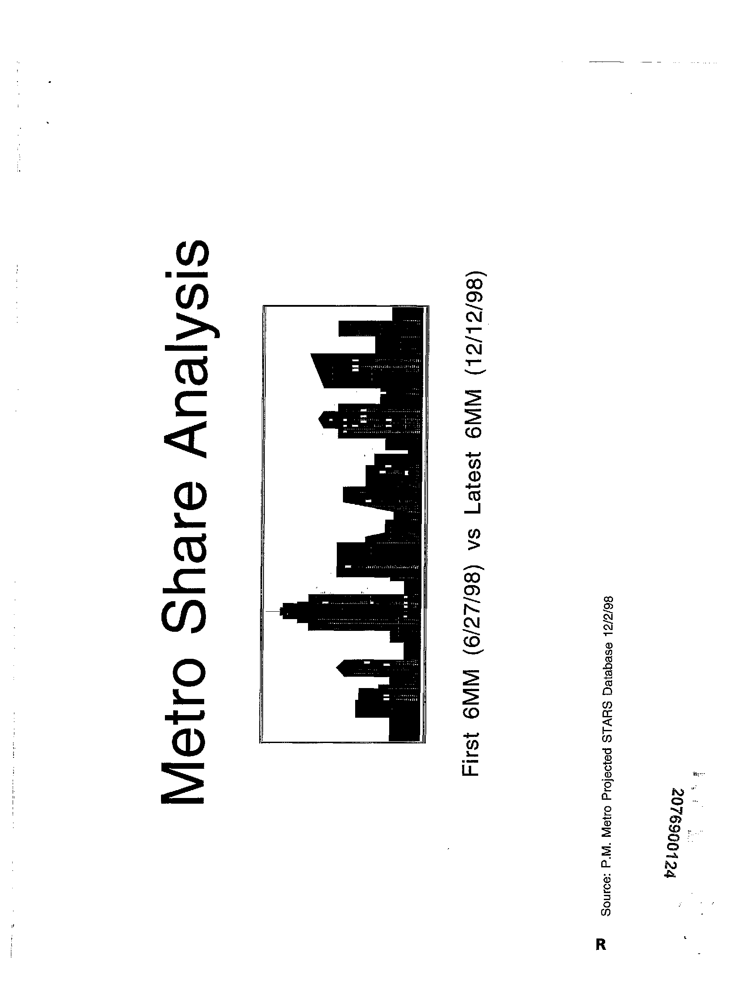 Metro Share Analysis
First 6MM (6/27/98) vs Latest 6MM (12/12/98)
Source: P.M. Metro Projected STARS Database 12/2/98
R
2076900124